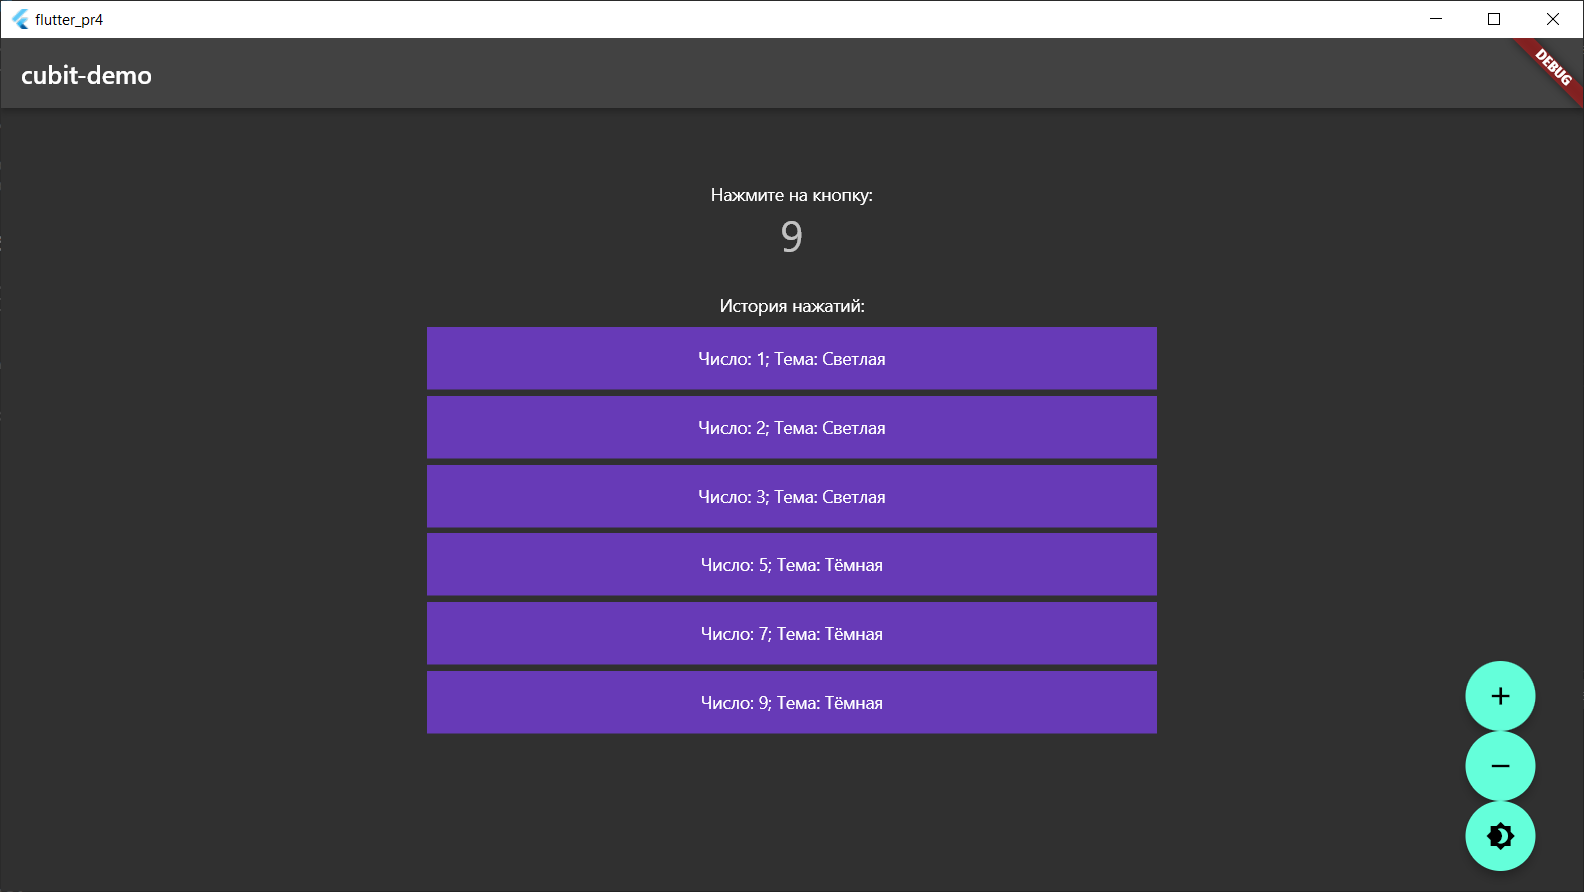 flutter_pr4
cubit-demo
DEBUG
Нажмите на кнопку:
9
История нажатий:
Число: 1; Тема: Светлая
Число: 2; Тема: Светлая
Число: 3; Тема: Светлая
Число: 5; Тема: Тёмная
Число: 7; Тема: Тёмная
Число: 9; Тема: Тёмная